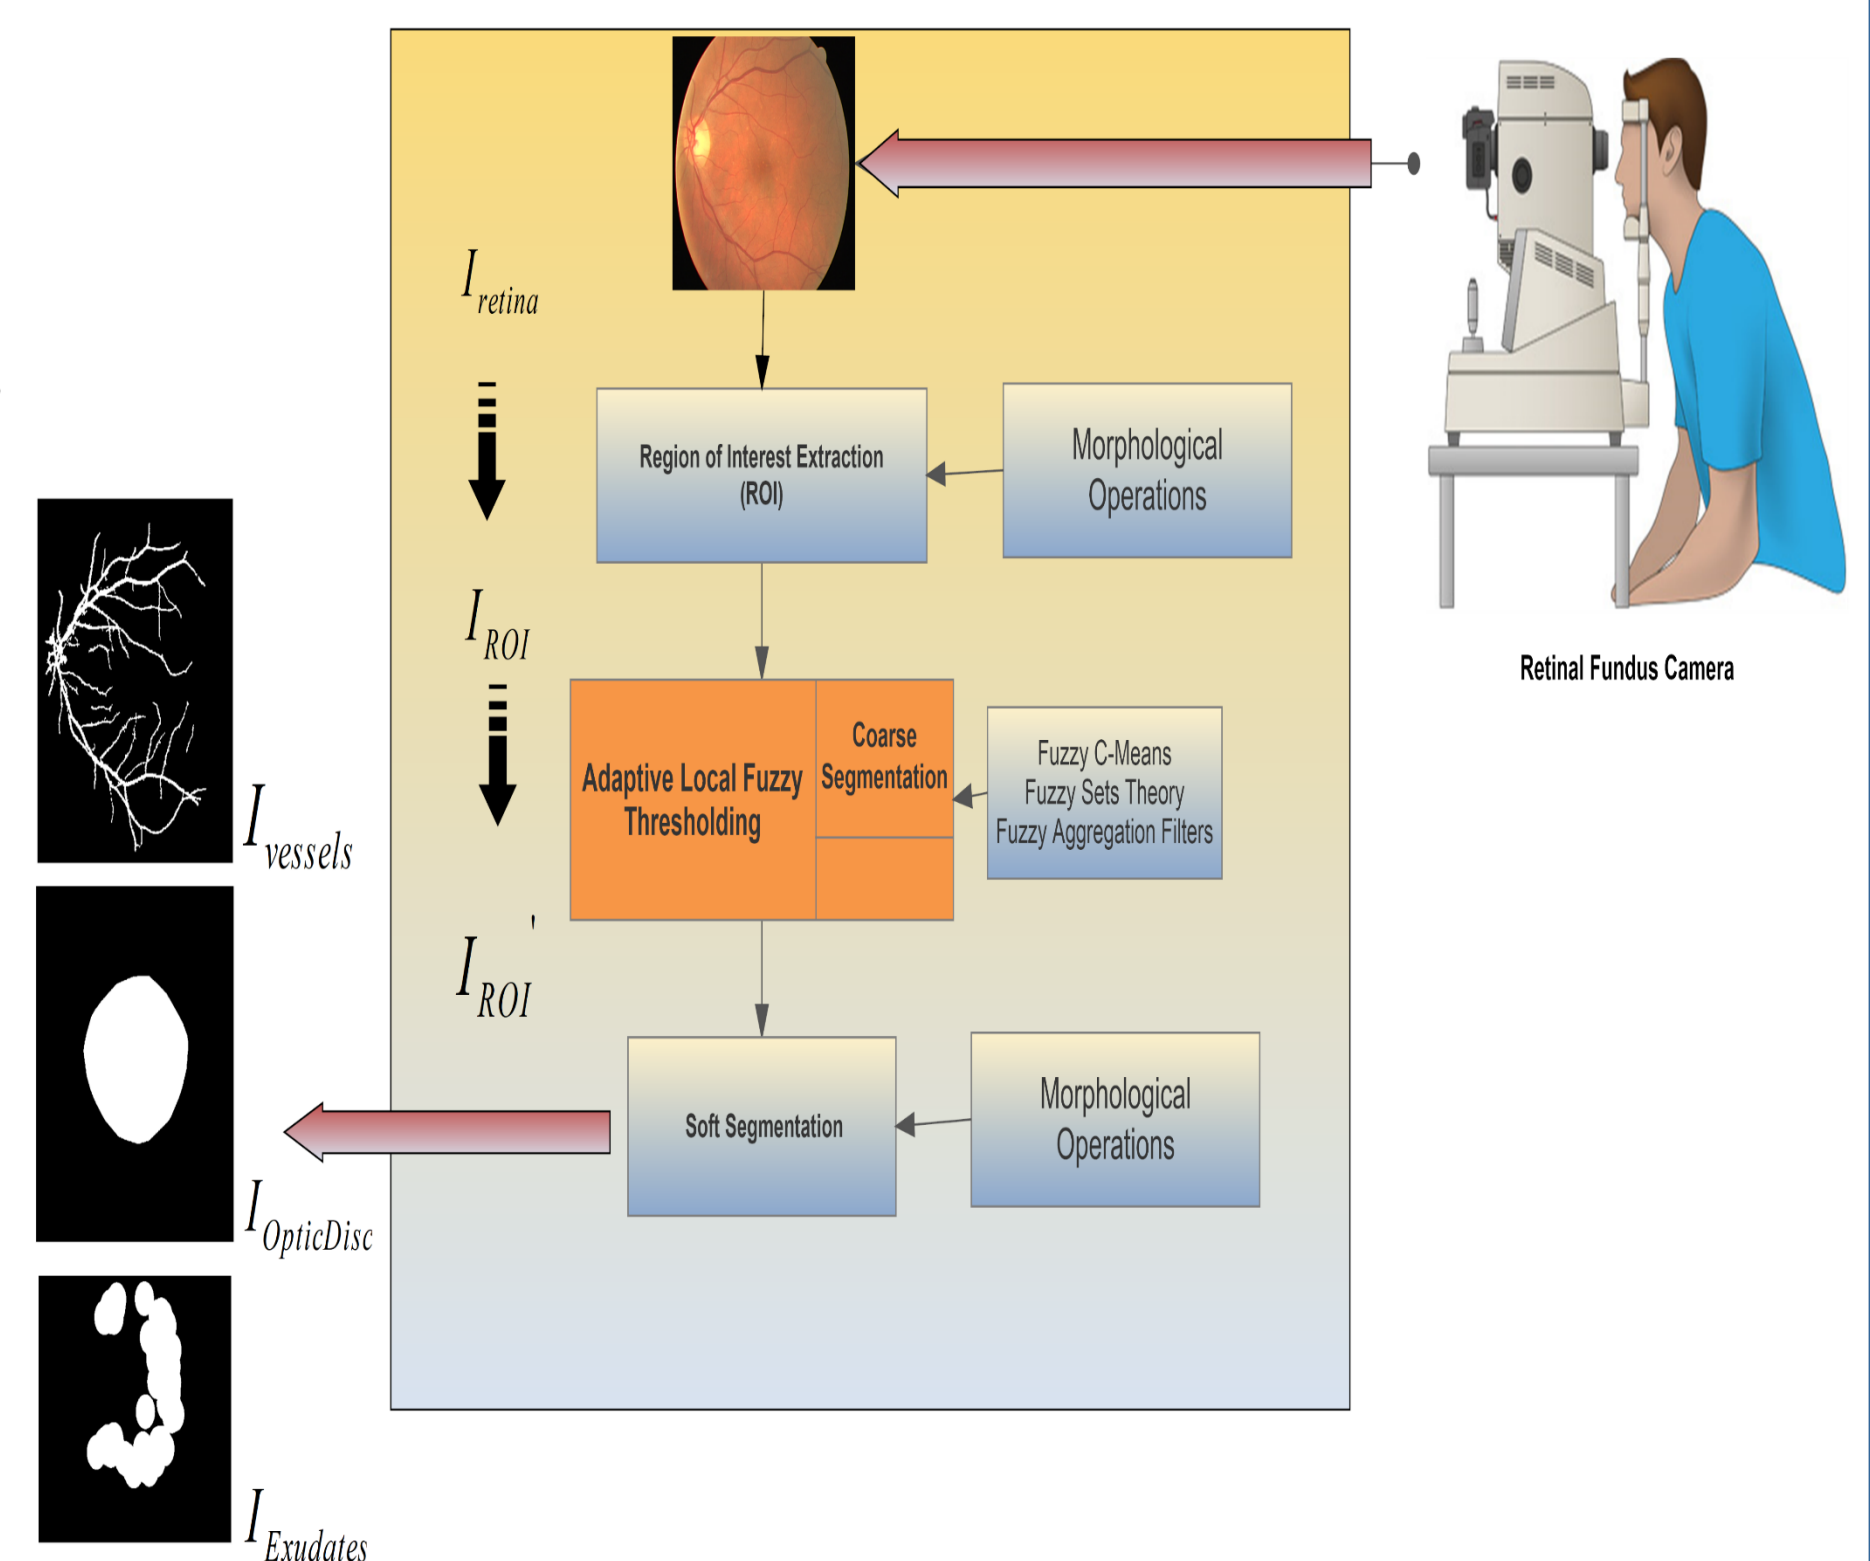 I retina
Region of Interest Extraction
(ROI)
Morphological
Operations
I ROI
Retinal Fundus Camera
Adaptive Local Fuzzy
Thresholding
Coarse
Segmentation
Fuzzy C-Means
Fuzzy Sets Theory
Fuzzy Aggregation Filters
I vessels
I ROI '
Soft Segmentation
Morphological
Operations
I OpticDisc
I Exudates